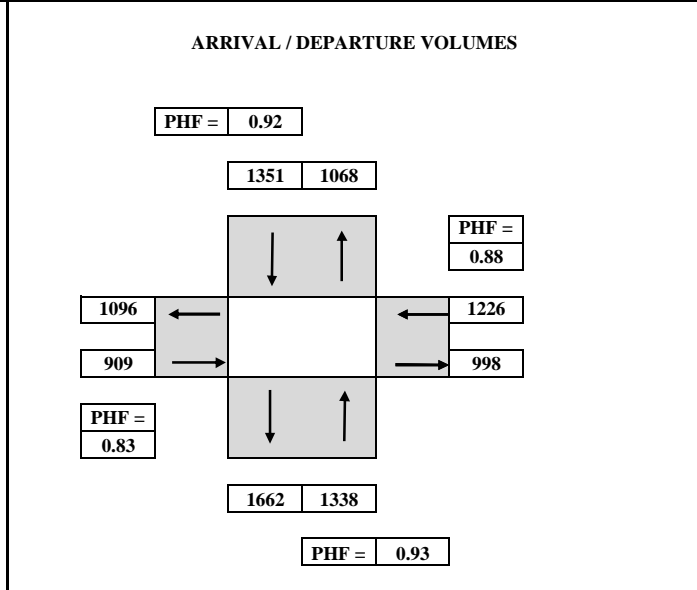 ARRIVAL / DEPARTURE VOLUMES
PHF = 0.92
1351 1068
PHF =
0.88
1096 1226
909 998
PHF =
0.83
1662 1338
PHF = 0.93